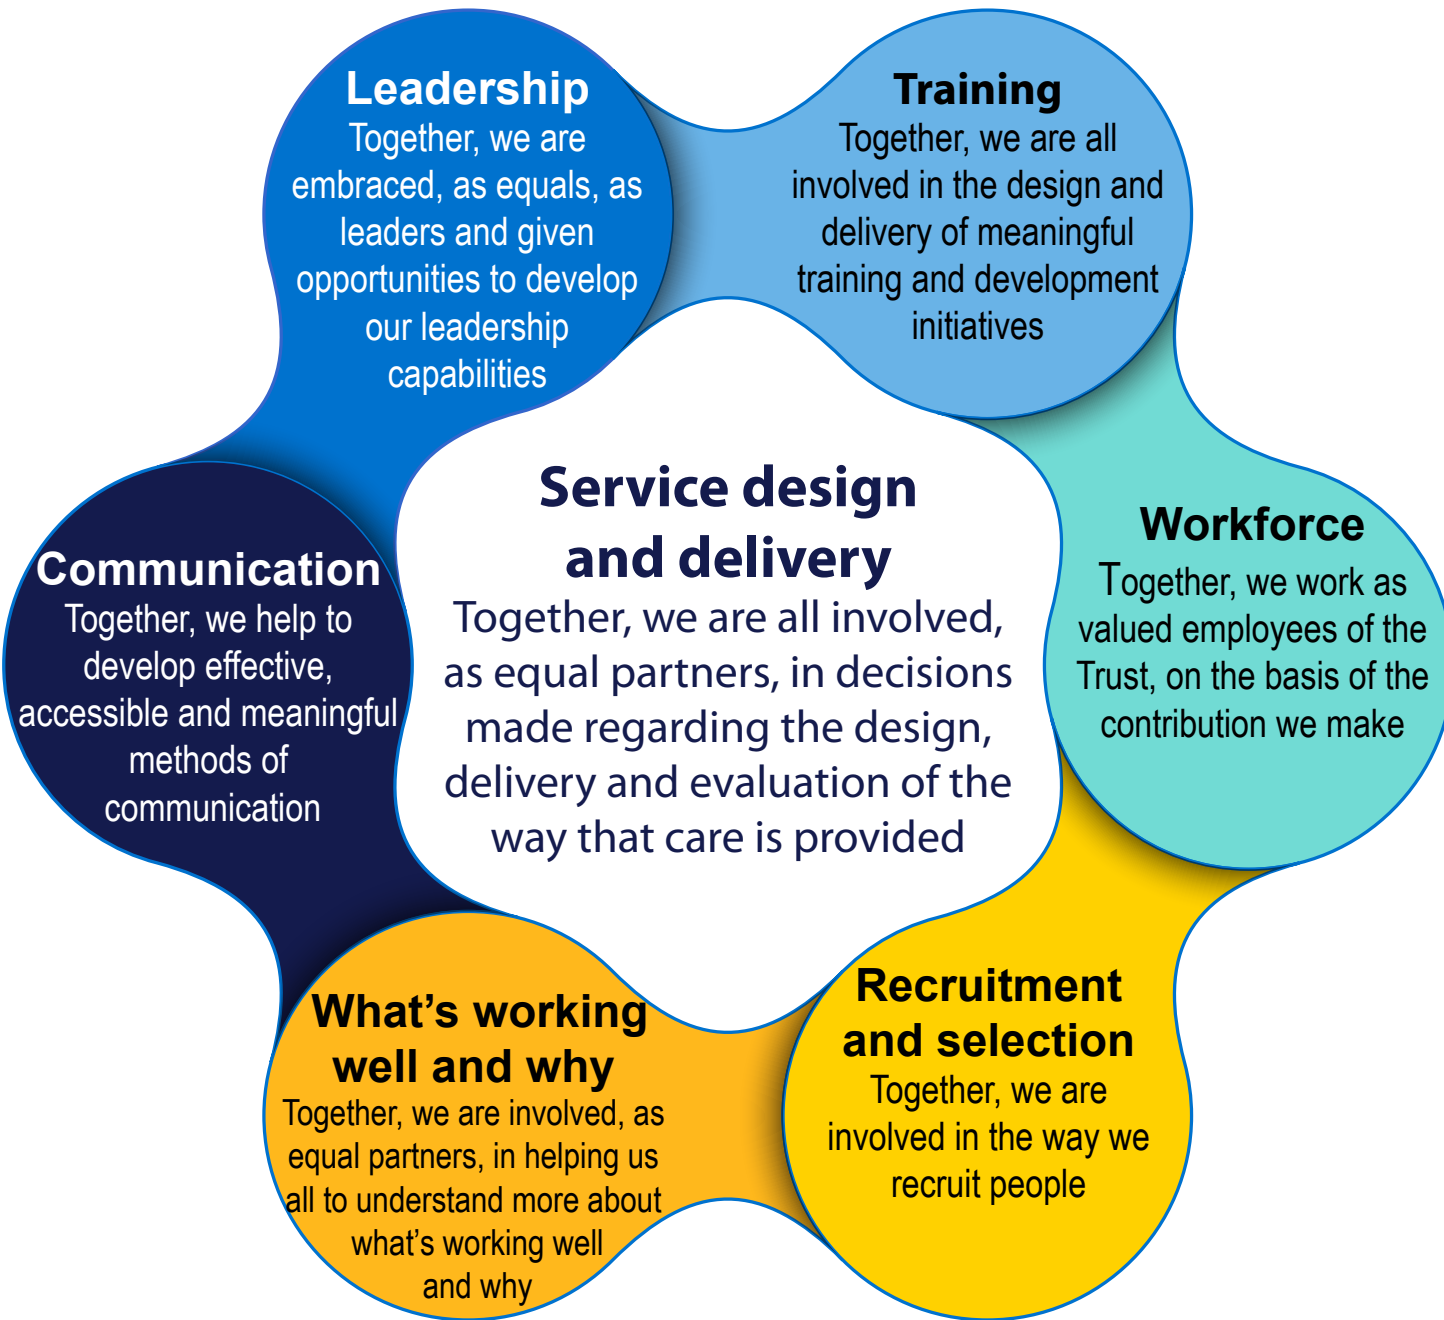 Leadership
Together, we are
embraced, as equals, as
leaders and given
opportunities to develop
our leadership
capabilities
Training
Together, we are all
involved in the design and
delivery of meaningful
training and development
initiatives
Workforce
Together, we work as
valued employees of the
Trust, on the basis of the
contribution we make
Recruitment
and selection
Together, we are
involved in the way we
recruit people
What’s working
well and why
Together, we are involved, as
equal partners, in helping us
all to understand more about
what’s working well
and why
Communication
Together, we help to
develop effective,
accessible and meaningful
methods of
communication
Service design
and delivery
Together, we are all involved,
as equal partners, in decisions
made regarding the design,
delivery and evaluation of the
way that care is provided